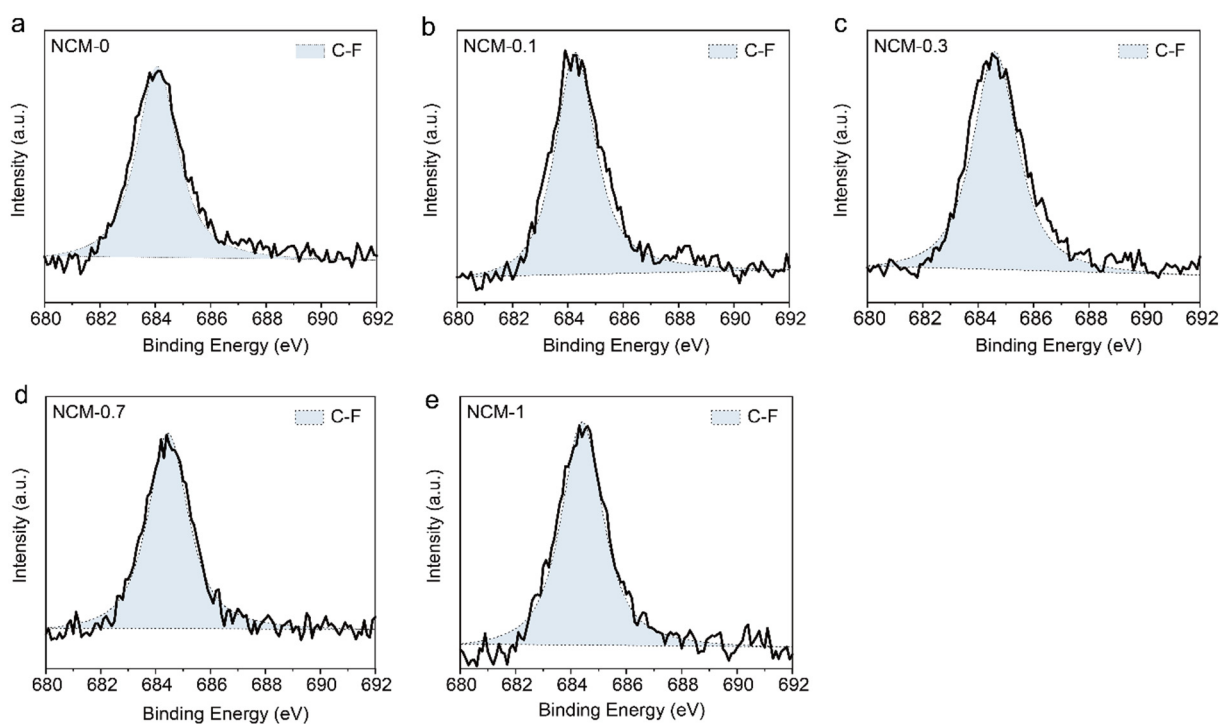 a
NCM-0
C-F
Intensity (a.u.)
680 682 684 686 688 690 692
Binding Energy (eV)
b
NCM-0.1
C-F
Intensity (a.u.)
680 682 684 686 688 690 692
Binding Energy (eV)
c
NCM-0.3
C-F
Intensity (a.u.)
680 682 684 686 688 690 692
Binding Energy (eV)
d
NCM-0.7
C-F
Intensity (a.u.)
680 682 684 686 688 690 692
Binding Energy (eV)
e
NCM-1
C-F
Intensity (a.u.)
680 682 684 686 688 690 692
Binding Energy (eV)